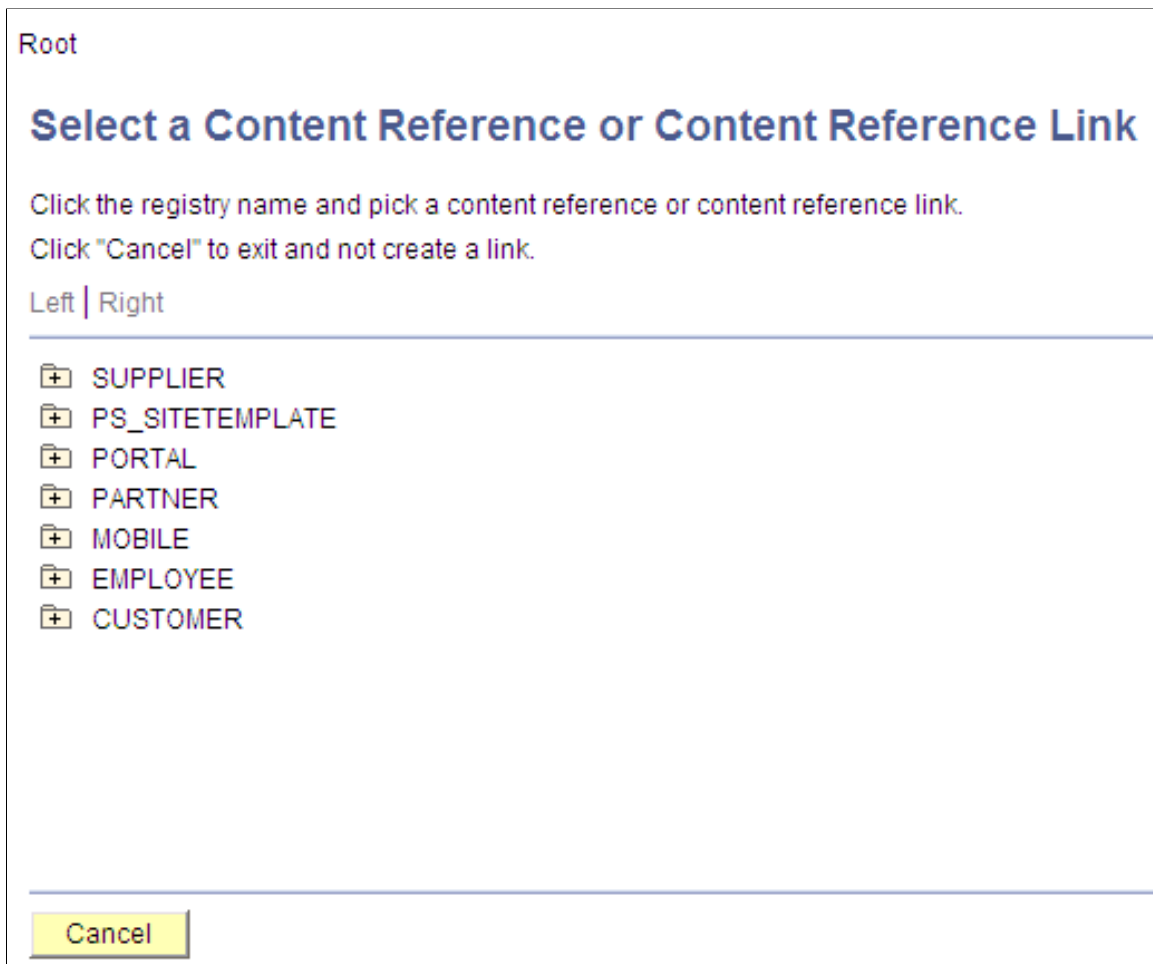 Root
Select a Content Reference or Content Reference Link
Click the registry name and pick a content reference or content reference link.
Click "Cancel" to exit and not create a link.
Left | Right
SUPPLIER
PS_SITETEMPLATE
PORTAL
PARTNER
MOBILE
EMPLOYEE
CUSTOMER
Cancel